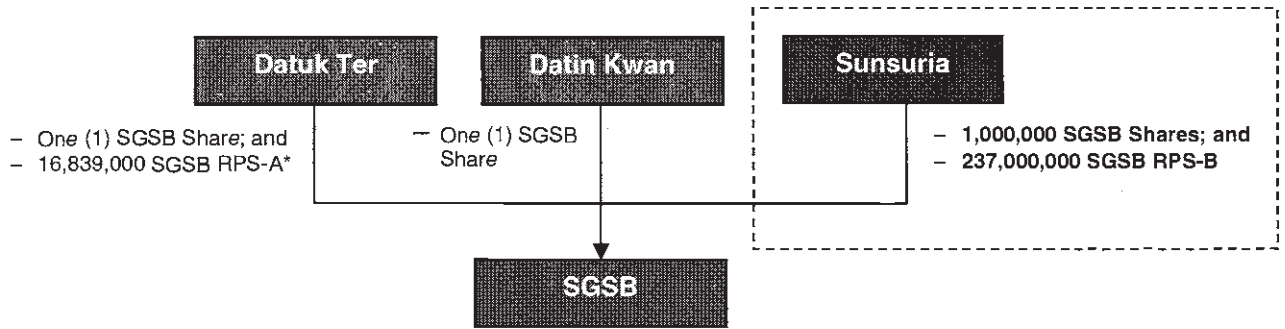 Datuk Ter
Datin Kwan
Sunsuria
– One (1) SGSB Share; and
– 16,839,000 SGSB RPS-A*
– One (1) SGSB
Share
– 1,000,000 SGSB Shares; and
– 237,000,000 SGSB RPS-B
SGSB